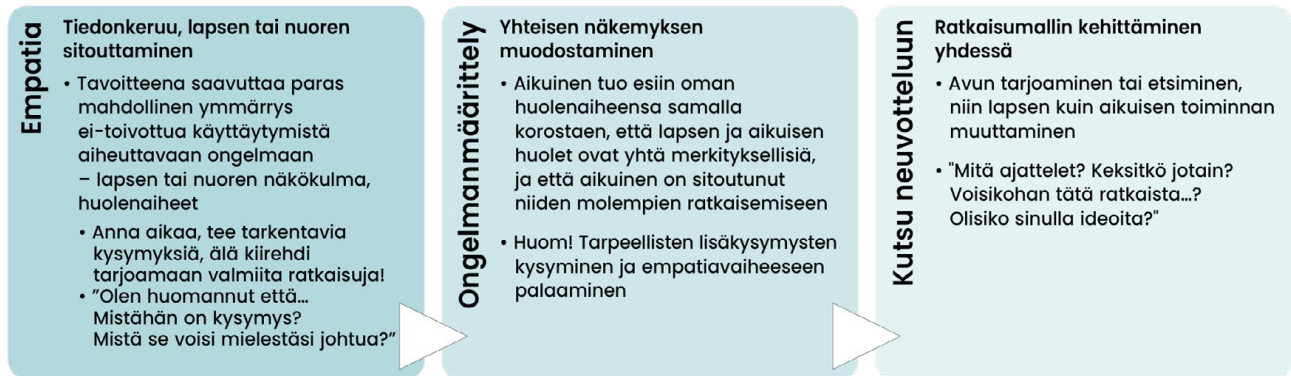 Empatia
Tiedonkeruu, lapsen tai nuoren
sitouttaminen
• Tavoitteena saavuttaa paras
mahdollinen ymmärrys
ei-toivottua käyttäytymistä
aiheuttavaan ongelmaan
– lapsen tai nuoren näkökulma,
huolenaiheet
• Anna aikaa, tee tarkentavia
kysymyksiä, älä kiirehdi
tarjoamaan valmiita ratkaisuja!
• ”Olen huomannut että…
Mistähän on kysymys?
Mistä se voisi mielestäsi johtua?”
Ongelmanmäärittely
Yhteisen näkemyksen
muodostaminen
• Aikuinen tuo esiin oman
huolenaiheensa samalla
korostaen, että lapsen ja aikuisen
huolet ovat yhtä merkityksellisiä,
ja että aikuinen on sitoutunut
niiden molempien ratkaisemiseen
• Huom! Tarpeellisten lisäkysymysten
kysyminen ja empatiavaiheeseen
palaaminen
Kutsu neuvotteluun
Ratkaisumallin kehittäminen
yhdessä
• Avun tarjoaminen tai etsiminen,
niin lapsen kuin aikuisen toiminnan
muuttaminen
• "Mitä ajattelet? Keksitkö jotain?
Voisikohan tätä ratkaista…?
Olisiko sinulla ideoita?"